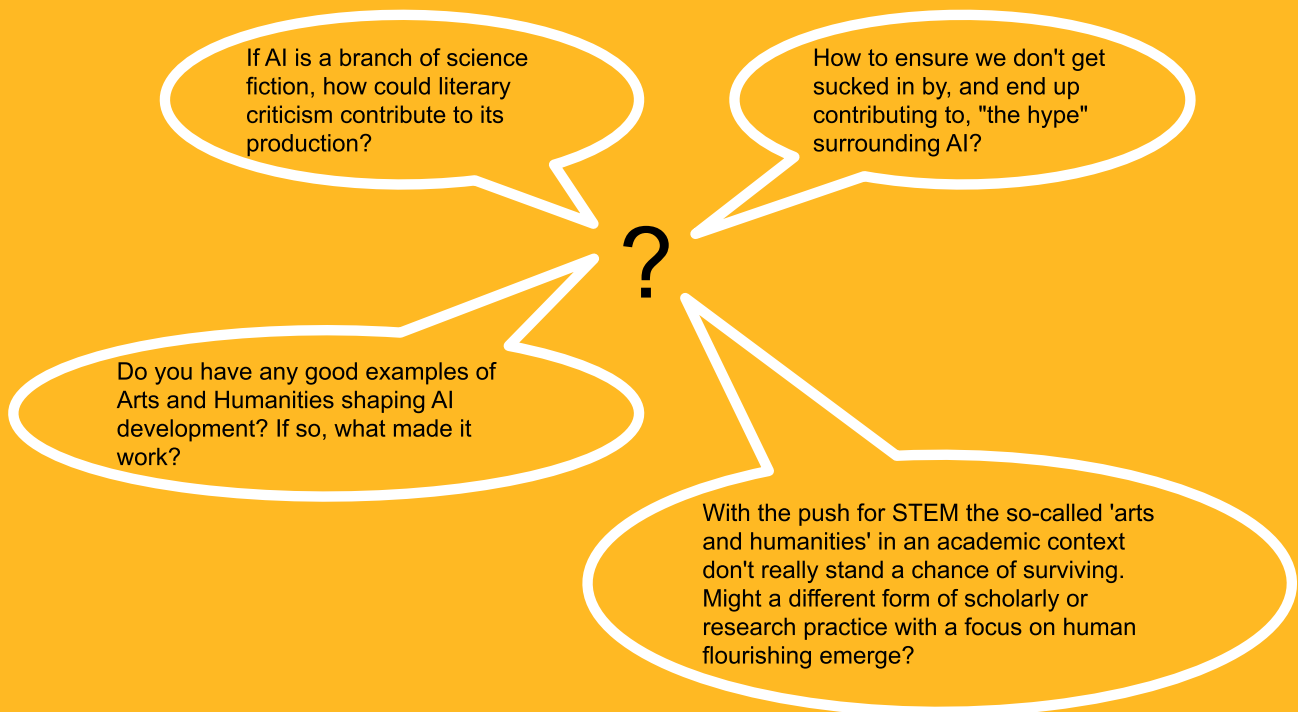 If AI is a branch of science
fiction, how could literary
criticism contribute to its
production?
How to ensure we don't get
sucked in by, and end up
contributing to, "the hype"
surrounding AI?
?
Do you have any good examples of
Arts and Humanities shaping AI
development? If so, what made it
work?
With the push for STEM the so-called 'arts
and humanities' in an academic context
don't really stand a chance of surviving.
Might a different form of scholarly or
research practice with a focus on human
flourishing emerge?